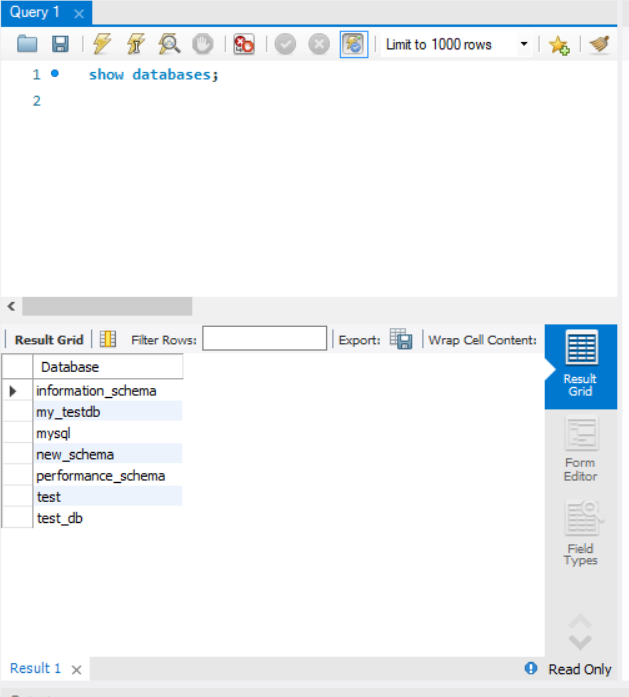 Query 1
Limit to 1000 rows
1 show databases;
2
Result Grid Filter Rows: Export: Wrap Cell Content:
Database
information_schema
my_testdb
mysql
new_schema
performance_schema
test
test_db
Result
Grid
Form
Editor
Field
Types
Result 1 Read Only